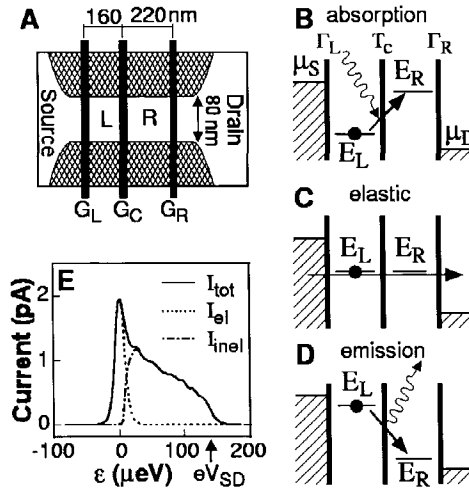 A
160 220nm
Source
L R
Drain
80 nm
G_L G_C G_R
B absorption
Γ_L T_c Γ_R
μ_S
E_R
E_L
μ_D
C elastic
E_L E_R
D emission
E_L
E_R
E
I_tot
I_el
I_inel
Current (pA)
2
1
0
-100 0 100 200
ε (μeV) eV_SD